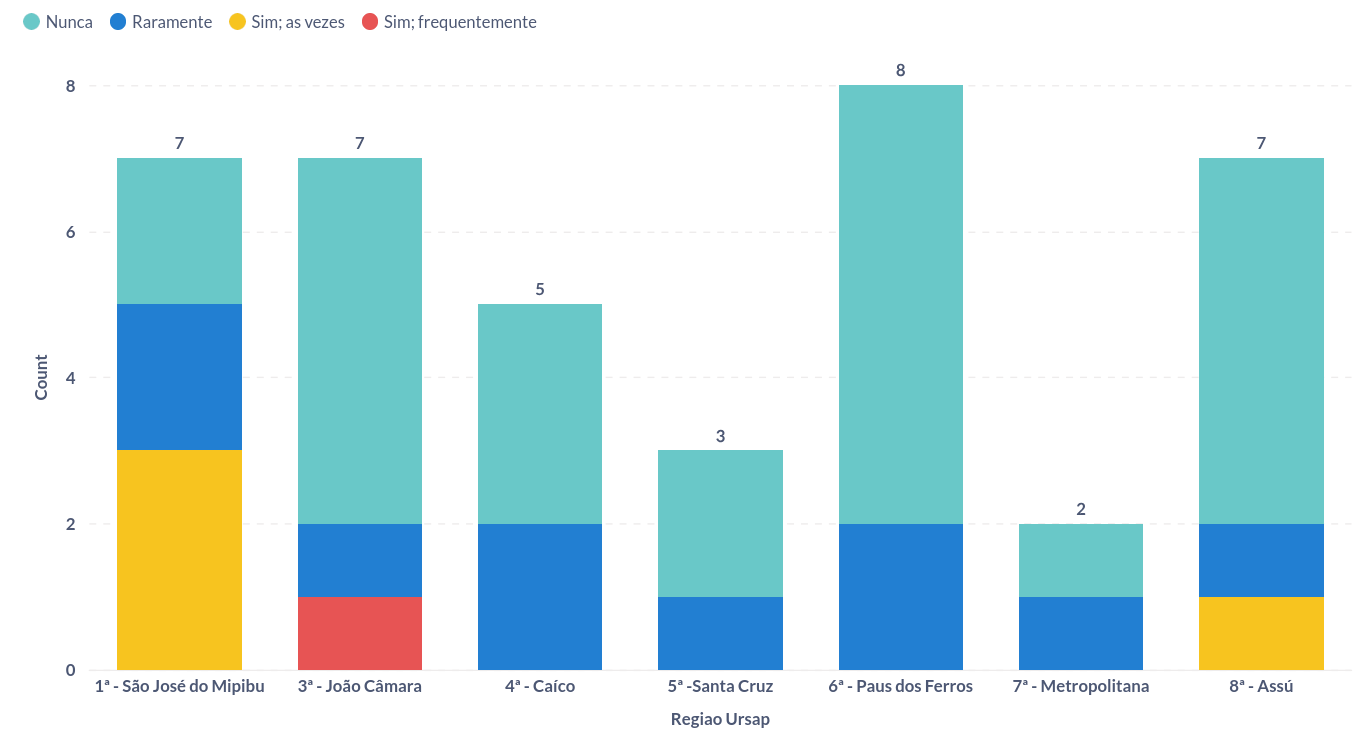 Nunca Raramente Sim; as vezes Sim; frequentemente
8
7 7 7
8
6
5
Count
4
3
2
2
0
1ª - São José do Mipibu 3ª - João Câmara 4ª - Caíco 5ª -Santa Cruz 6ª - Paus dos Ferros 7ª - Metropolitana 8ª - Assú
Regiao Ursap